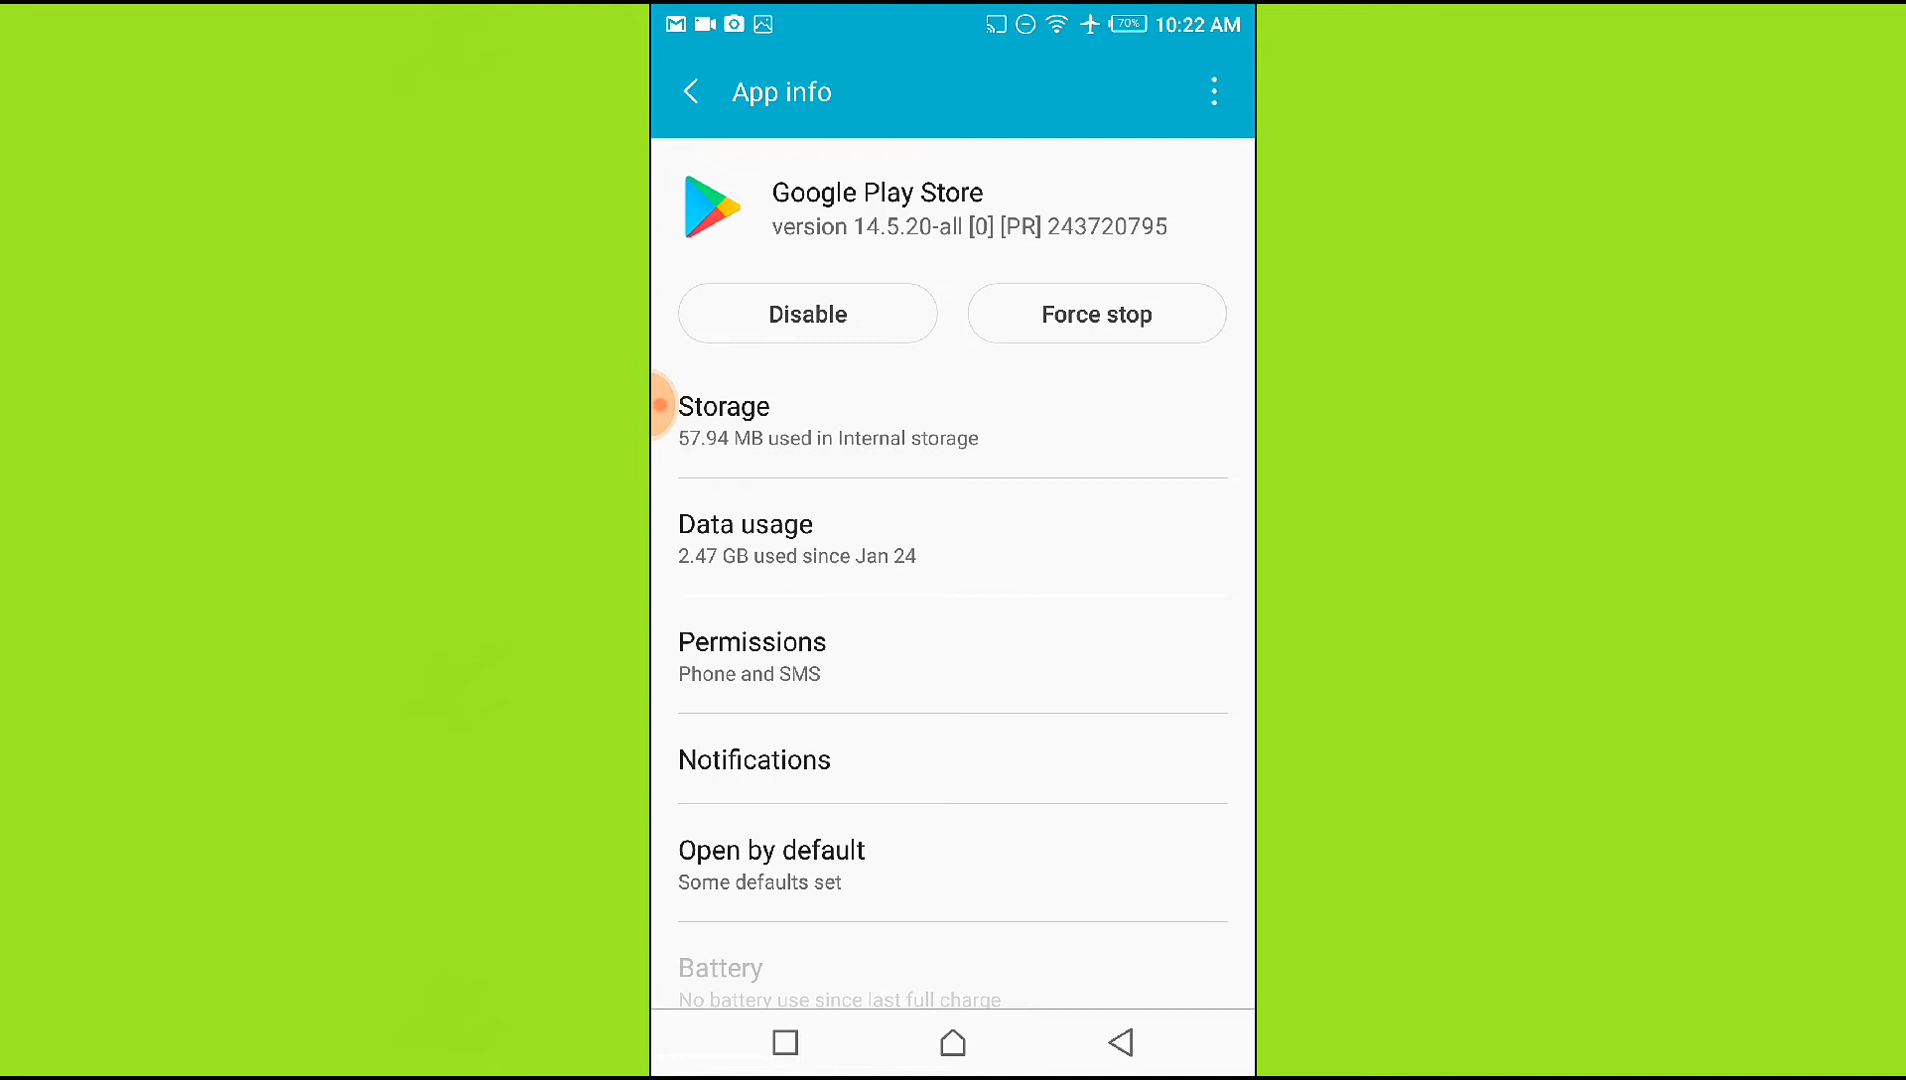 70% 10:22 AM
App info
Google Play Store
version 14.5.20-all [0] [PR] 243720795
Disable Force stop
Storage
57.94 MB used in Internal storage
Data usage
2.47 GB used since Jan 24
Permissions
Phone and SMS
Notifications
Open by default
Some defaults set
Battery
No battery use since last full charge